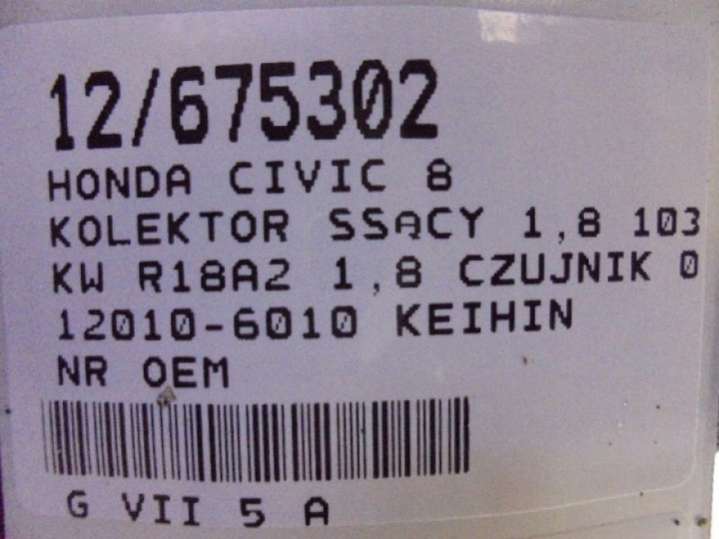 12/675302
HONDA CIVIC 8
KOLEKTOR SSĄCY 1,8 103
KW R18A2 1,8 CZUJNIK 0
12010-6010 KEIHIN
NR OEM
G VII 5 A